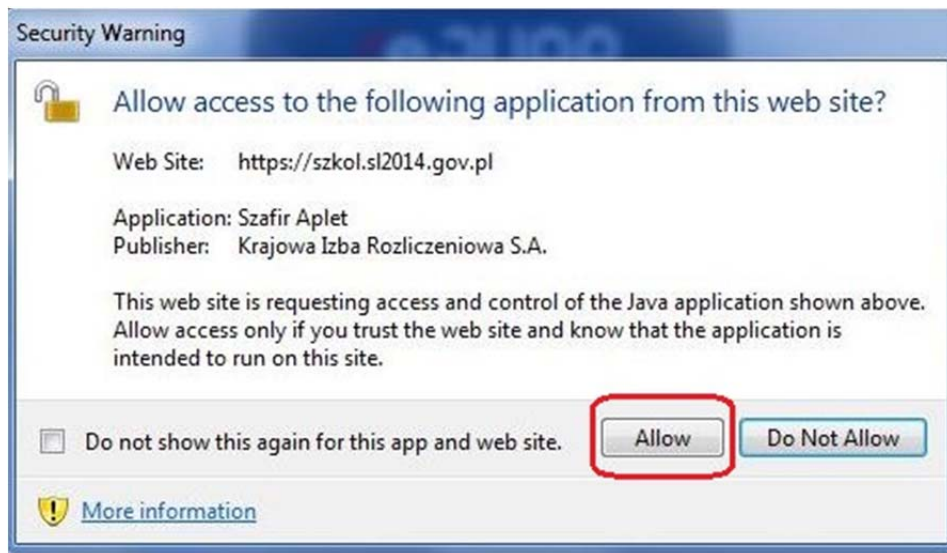 Security Warning
Allow access to the following application from this web site?
Web Site: https://szkol.sl2014.gov.pl
Application: Szafir Aplet
Publisher: Krajowa Izba Rozliczeniowa S.A.
This web site is requesting access and control of the Java application shown above.
Allow access only if you trust the web site and know that the application is
intended to run on this site.
Do not show this again for this app and web site.
Allow
Do Not Allow
More information